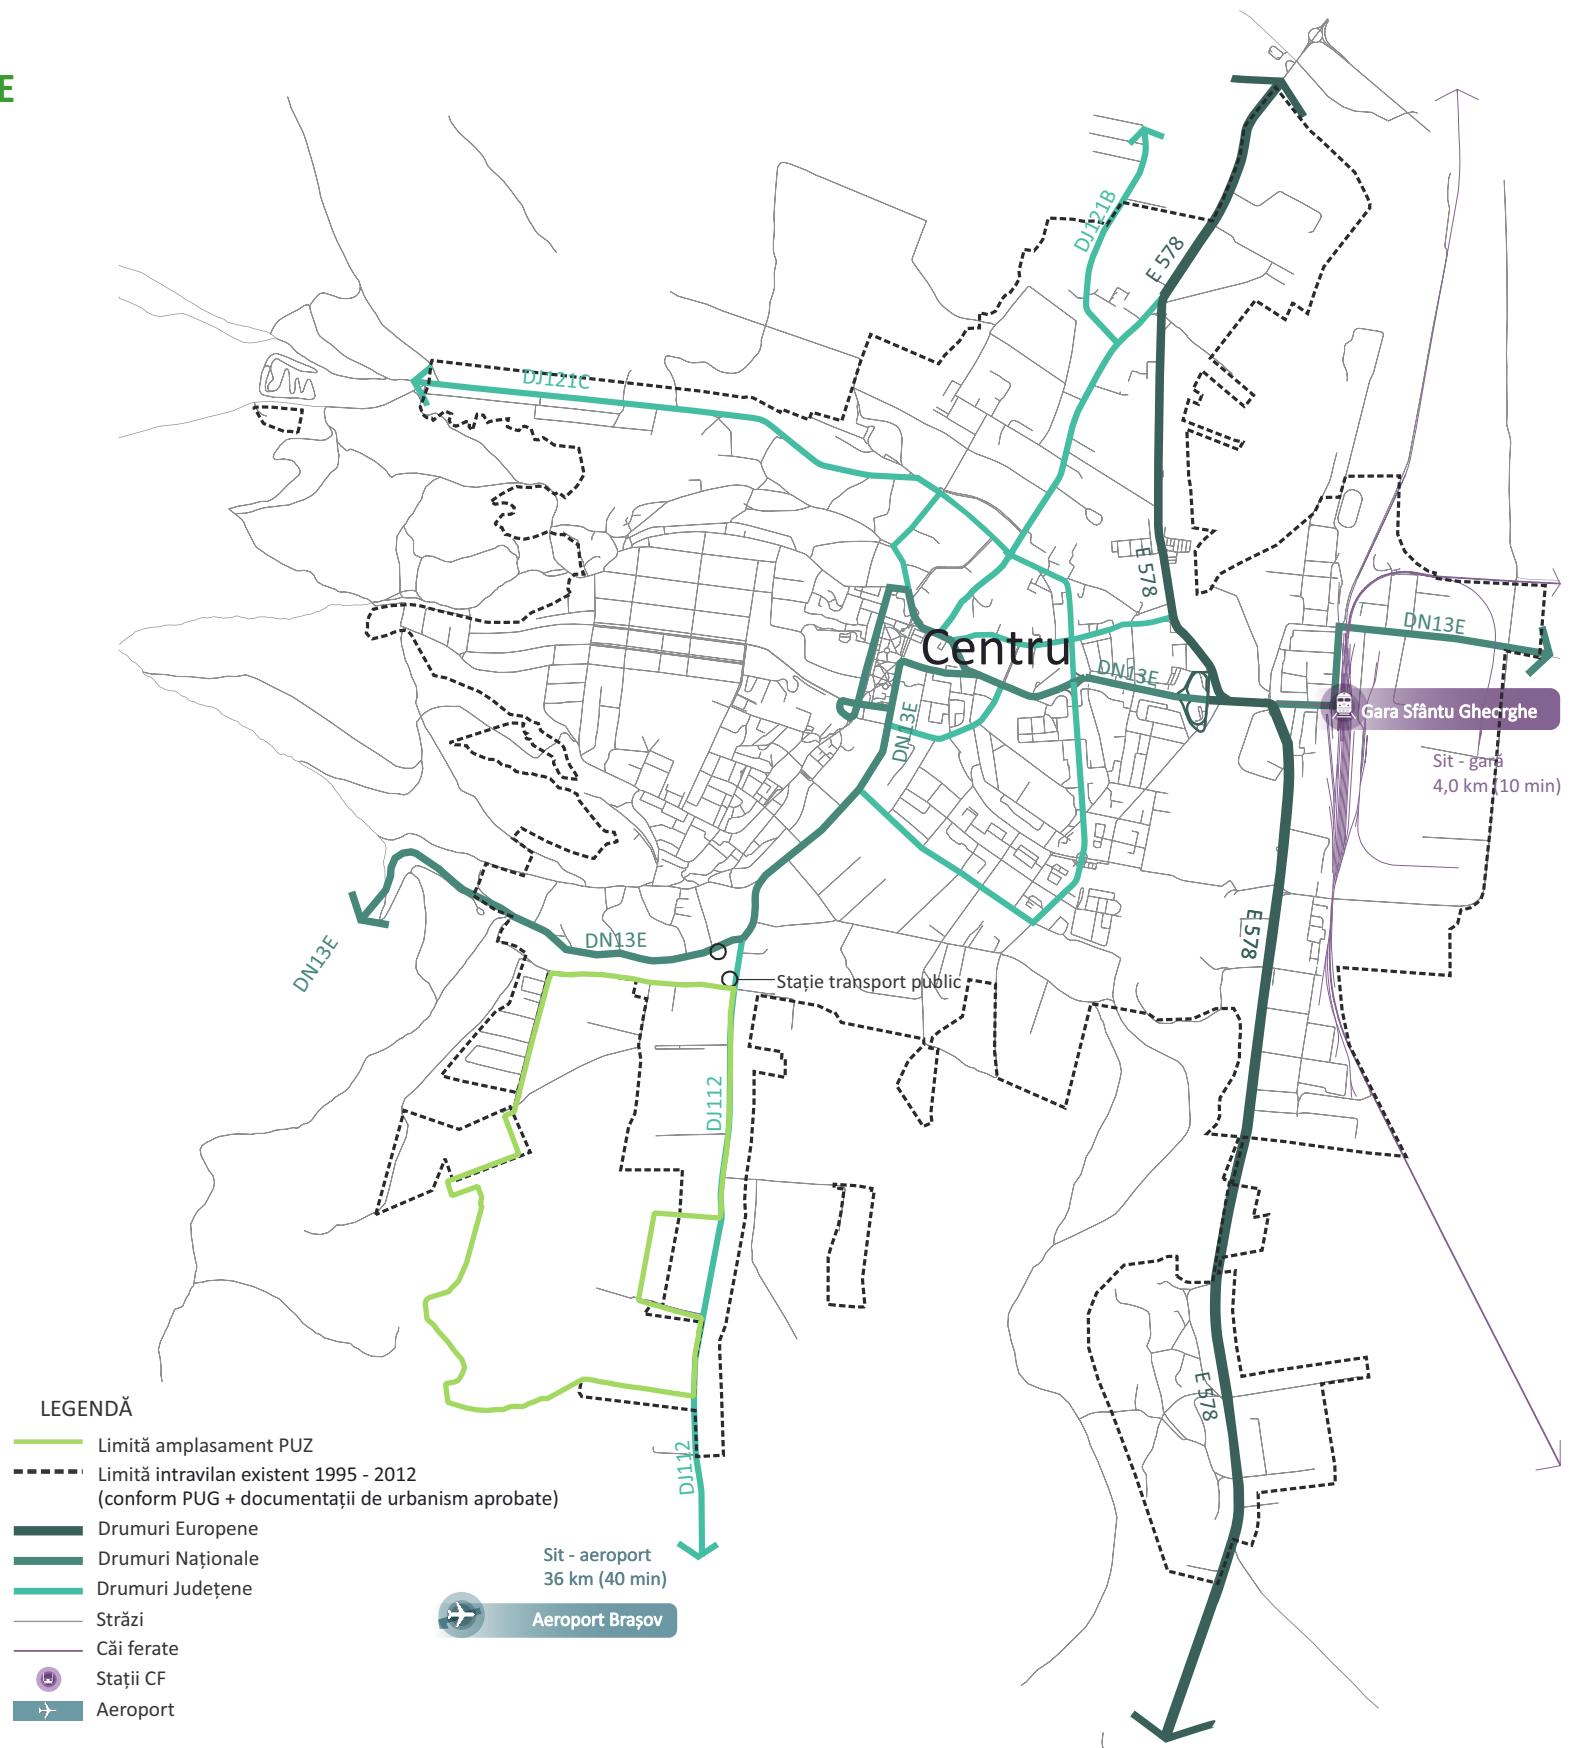 E
DJ121B
E 578
DJ121C
E 578
DN13E
Centru
DN13E
Gara Sfântu Gheorghe
DN13E
Sit - gară
4,0 km (10 min)
E 578
DN13E
DN13E
Stație transport public
DJ112
E 578
LEGENDĂ
Limită amplasament PUZ
Limită intravilan existent 1995 - 2012
(conform PUG + documentații de urbanism aprobate)
Drumuri Europene
Drumuri Naționale
Drumuri Județene
Străzi
Căi ferate
Stații CF
Aeroport
DJ112
Sit - aeroport
36 km (40 min)
Aeroport Brașov